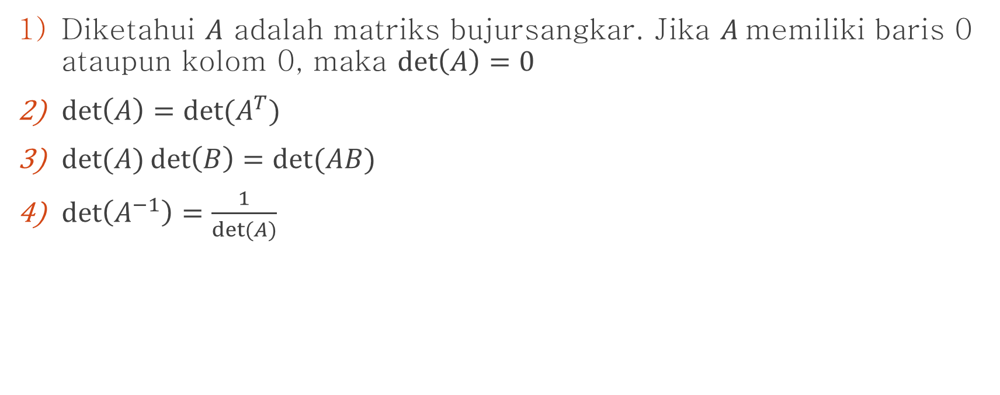 1) Diketahui A adalah matriks bujursangkar. Jika A memiliki baris 0
ataupun kolom 0, maka det(A) = 0
2) det(A) = det(A^T)
3) det(A) det(B) = det(AB)
4) det(A^−1) = 1/det(A)